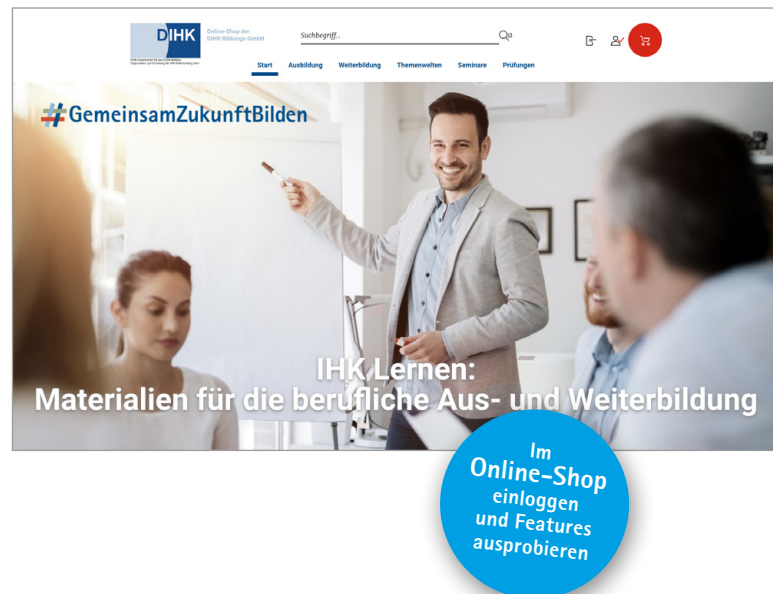 DIHK
Online-Shop der
DIHK-Bildungs-GmbH
Suchbegriff...
Start Ausbildung Weiterbildung Themenwelten Seminare Prüfungen
#GemeinsamZukunftBilden
IHK Lernen:
Materialien für die berufliche Aus- und Weiterbildung
Im
Online-Shop
einloggen
und Features
ausprobieren